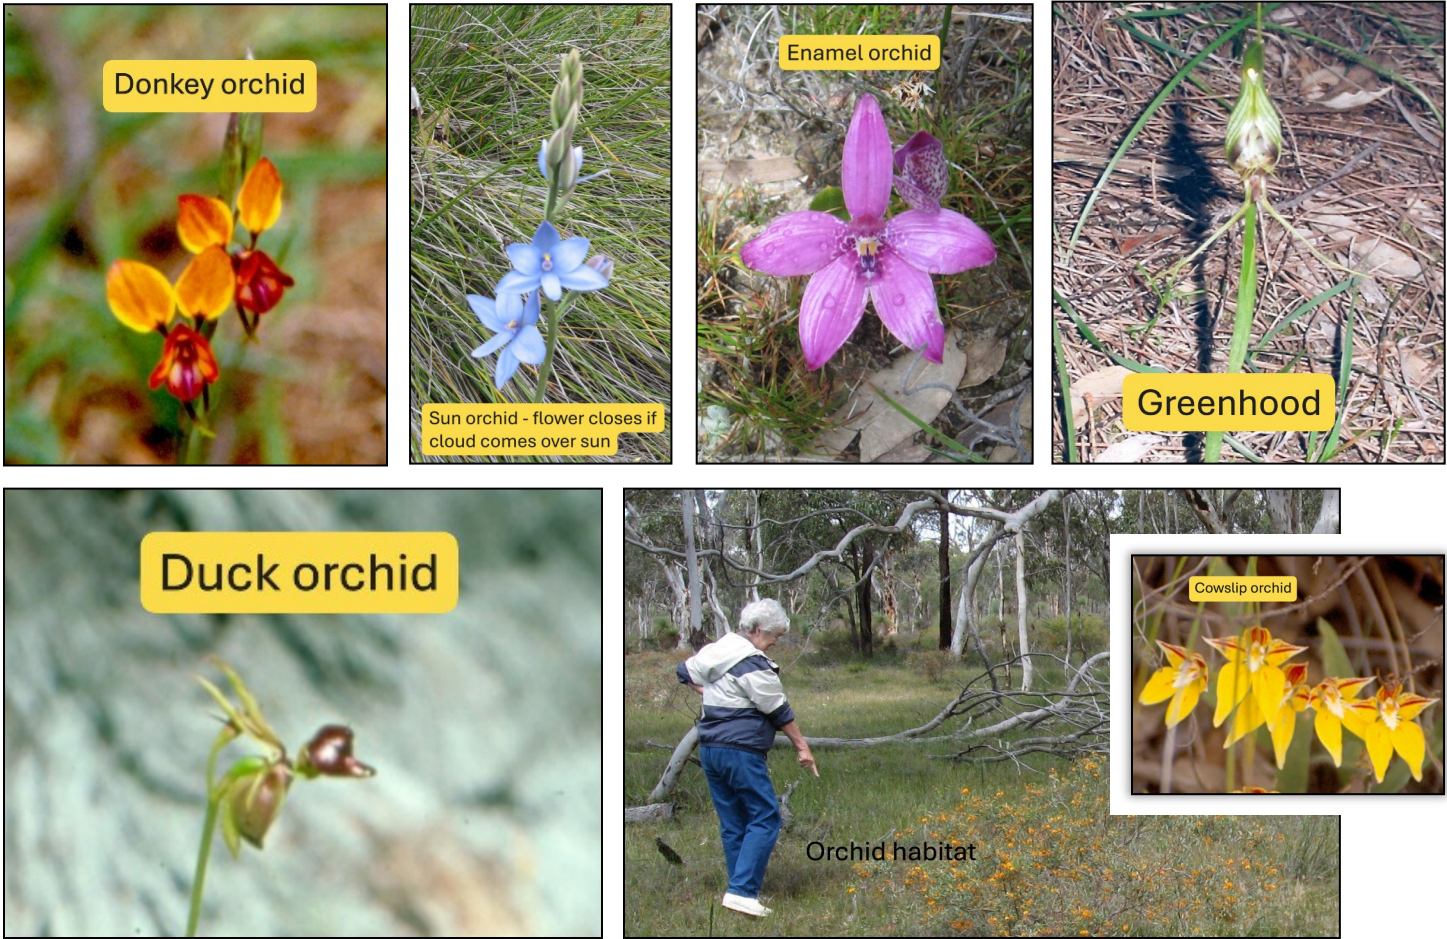 Donkey orchid
Sun orchid - flower closes if
cloud comes over sun
Enamel orchid
Greenhood
Duck orchid
Orchid habitat
Cowslip orchid